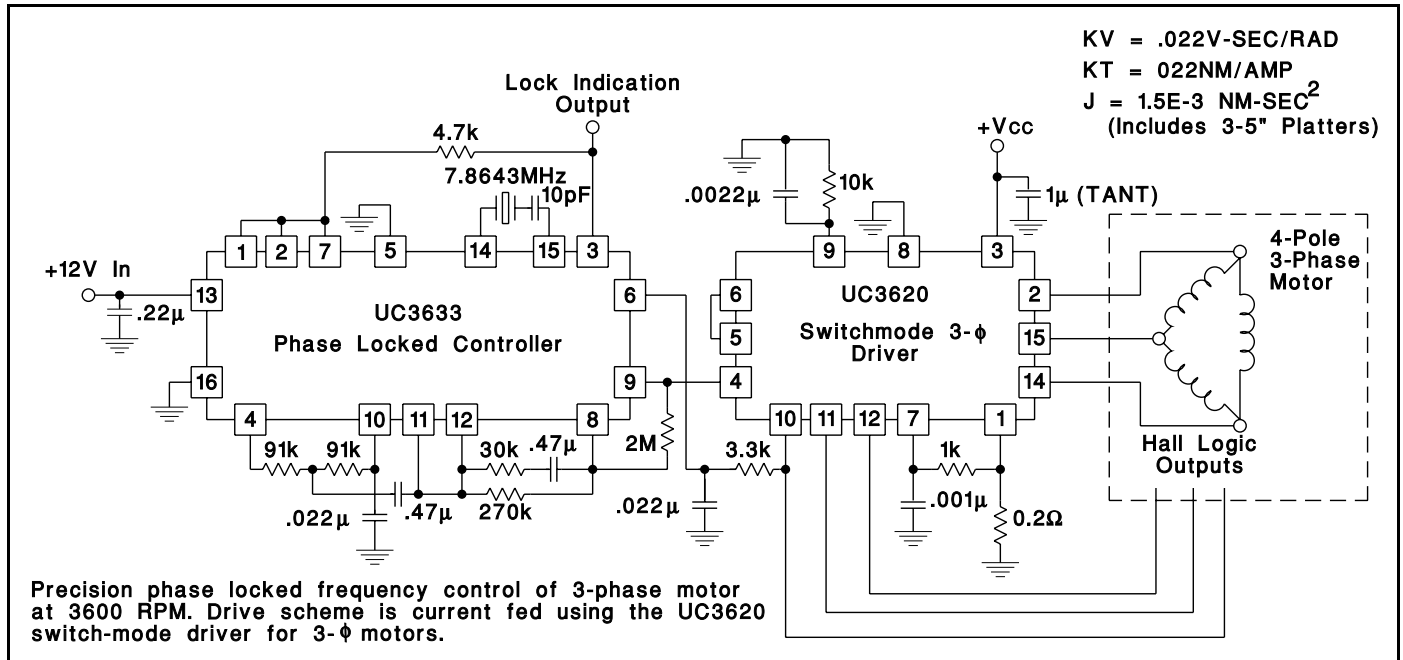 KV = .022V-SEC/RAD
KT = 022NM/AMP
J = 1.5E-3 NM-SEC2
(Includes 3-5" Platters)
Lock Indication
Output
+Vcc
4.7k
7.8643MHz
10pF
.0022µ
10k
1µ (TANT)
1
2
7
5
14
15
3
9
8
3
4-Pole
3-Phase
Motor
+12V In
13
.22µ
6
6
2
UC3633
Phase Locked Controller
UC3620
Switchmode 3-ϕ
Driver
5
15
16
9
4
14
4
10
11
12
8
10
11
12
7
1
91k
91k
30k
.47µ
2M
3.3k
1k
Hall Logic
Outputs
.022µ
.47µ
270k
.022µ
.001µ
0.2Ω
Precision phase locked frequency control of 3-phase motor
at 3600 RPM. Drive scheme is current fed using the UC3620
switch-mode driver for 3-ϕ motors.